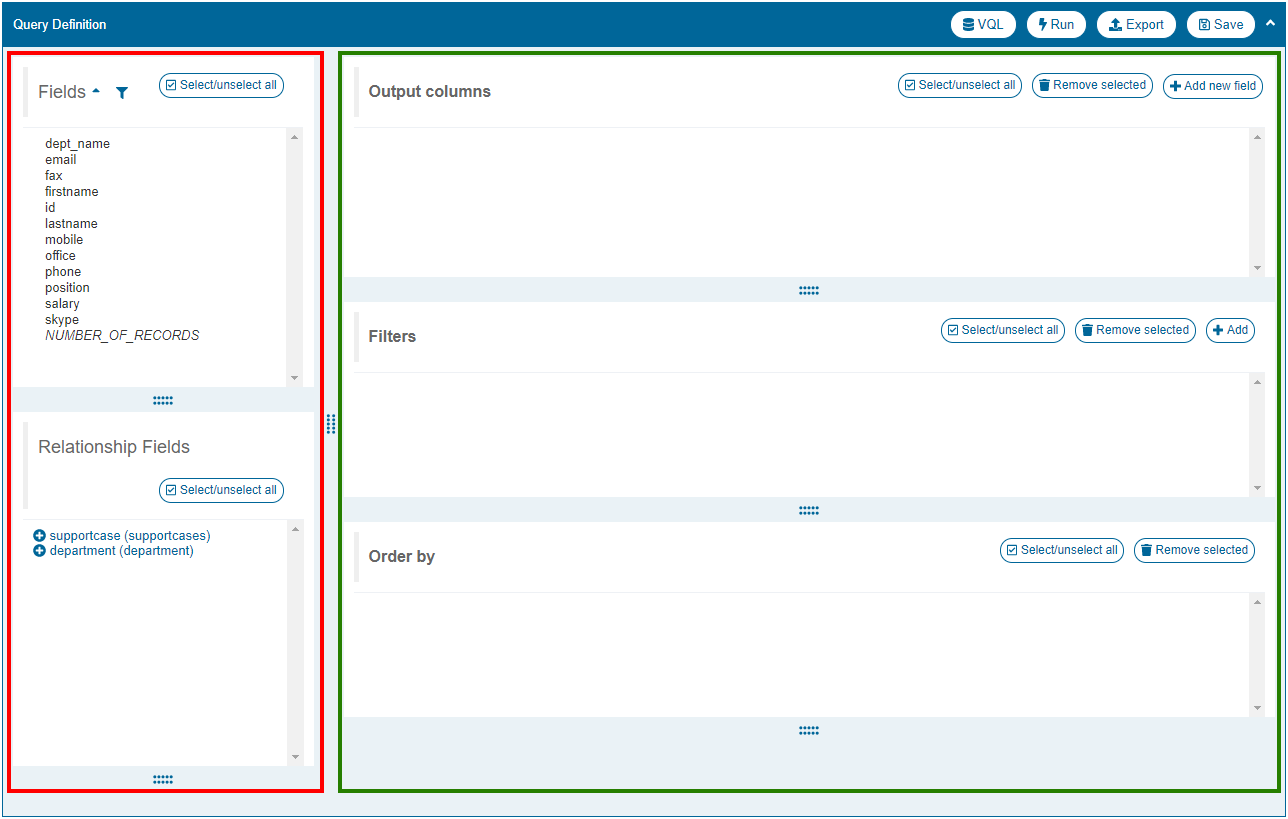 Query Definition
VQL
Run
Export
Save
Fields
Select/unselect all
dept_name
email
fax
firstname
id
lastname
mobile
office
phone
position
salary
skype
NUMBER_OF_RECORDS
Relationship Fields
Select/unselect all
supportcase (supportcases)
department (department)
Output columns
Select/unselect all
Remove selected
Add new field
Filters
Select/unselect all
Remove selected
Add
Order by
Select/unselect all
Remove selected